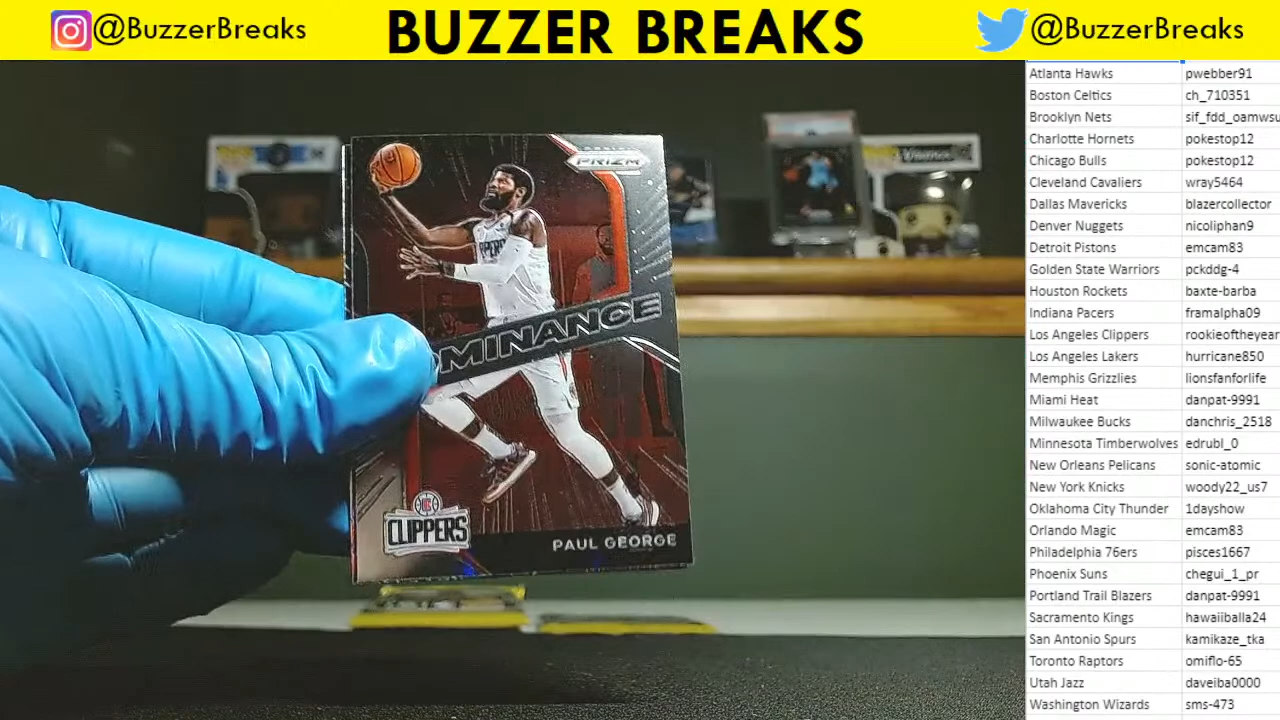 @BuzzerBreaks
BUZZER BREAKS
@BuzzerBreaks
PRIZM
MINANCE
CLIPPERS
PAUL GEORGE
Atlanta Hawks pwebber91
Boston Celtics ch_710351
Brooklyn Nets sif_fdd_oamwsu
Charlotte Hornets pokestop12
Chicago Bulls pokestop12
Cleveland Cavaliers wray5464
Dallas Mavericks blazercollector
Denver Nuggets nicoliphan9
Detroit Pistons emcam83
Golden State Warriors pckddg-4
Houston Rockets baxte-barba
Indiana Pacers framalpha09
Los Angeles Clippers rookieoftheyear
Los Angeles Lakers hurricane850
Memphis Grizzlies lionsfanforlife
Miami Heat danpat-9991
Milwaukee Bucks danchris_2518
Minnesota Timberwolves edrubl_0
New Orleans Pelicans sonic-atomic
New York Knicks woody22_us7
Oklahoma City Thunder 1dayshow
Orlando Magic emcam83
Philadelphia 76ers pisces1667
Phoenix Suns chegui_1_pr
Portland Trail Blazers danpat-9991
Sacramento Kings hawaiiballa24
San Antonio Spurs kamikaze_tka
Toronto Raptors omiflo-65
Utah Jazz daveiba0000
Washington Wizards sms-473